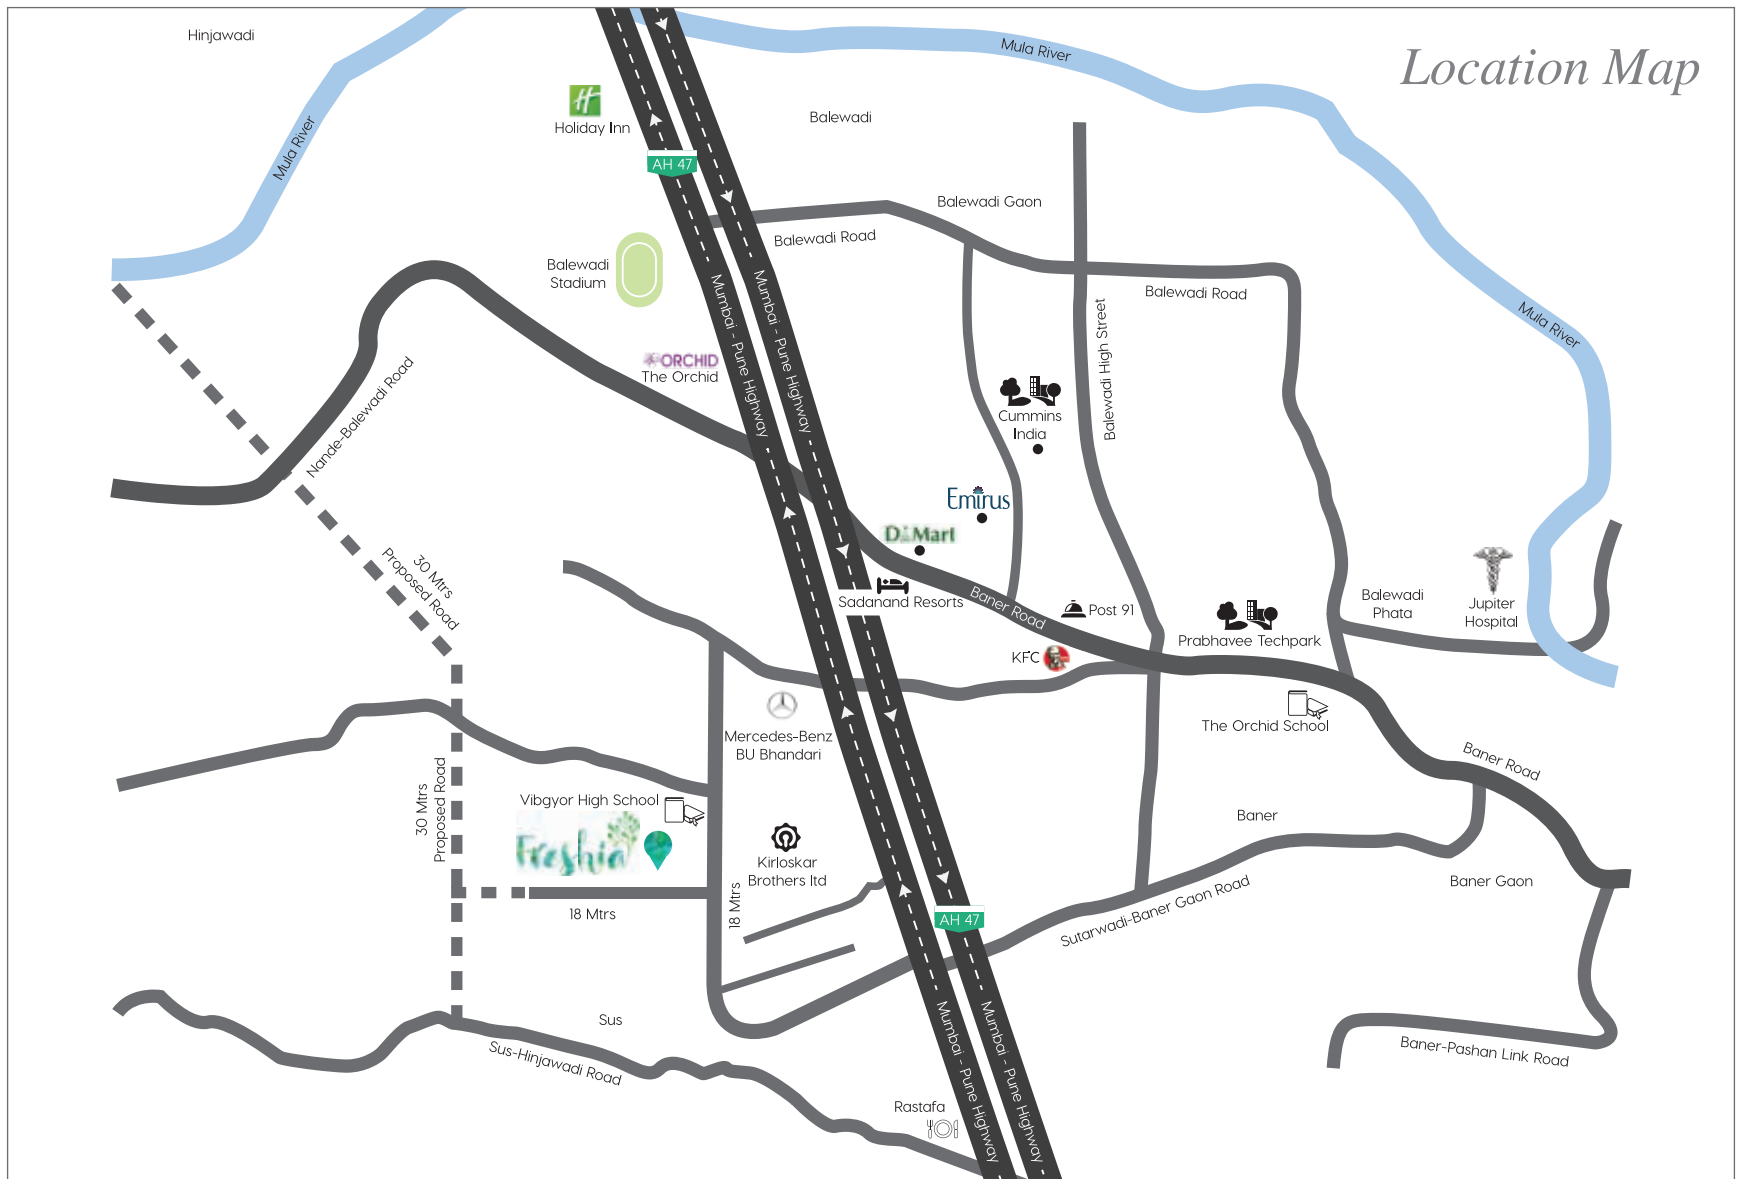 Location Map
Hinjawadi
Mula River
Mula River
Mula River
Holiday Inn
AH 47
Balewadi
Balewadi Gaon
Balewadi Road
Balewadi
Stadium
Balewadi Road
Mumbai - Pune Highway
Mumbai - Pune Highway
ORCHID
The Orchid
Balewadi High Street
Nande-Balewadi Road
Cummins
India
Emirus
D Mart
30 Mtrs
Proposed Road
Sadanand Resorts
Baner Road
Post 91
KFC
Prabhavee Techpark
Balewadi
Phata
Jupiter
Hospital
The Orchid School
Mercedes-Benz
BU Bhandari
Baner Road
30 Mtrs
Proposed Road
Vibgyor High School
Freshia
Baner
Kirloskar
Brothers ltd
Baner Gaon
18 Mtrs
18 Mtrs
AH 47
Sutarwadi-Baner Gaon Road
Sus
Sus-Hinjawadi Road
Mumbai - Pune Highway
Mumbai - Pune Highway
Baner-Pashan Link Road
Rastafa